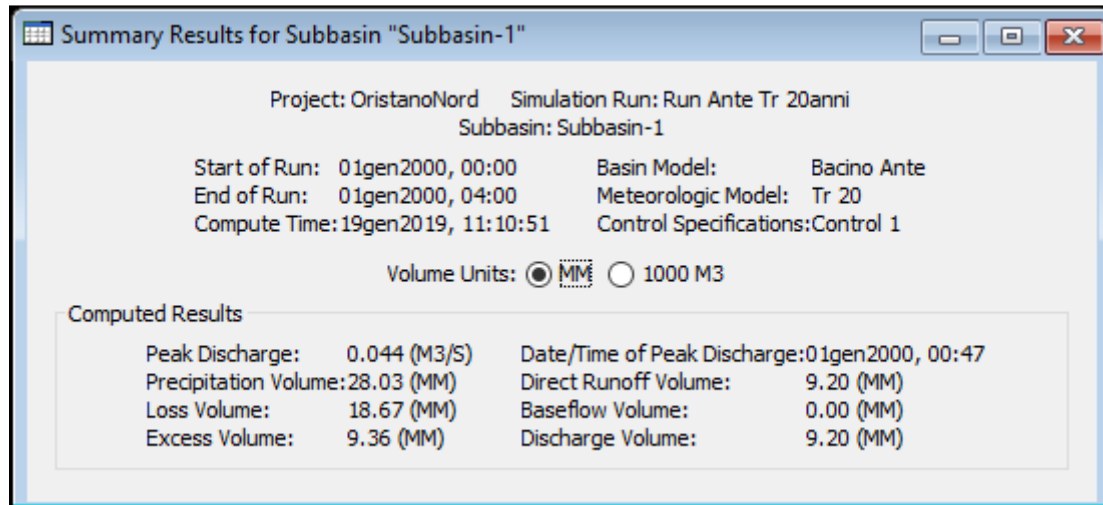 Summary Results for Subbasin "Subbasin-1"
Project: OristanoNord Simulation Run: Run Ante Tr 20anni
Subbasin: Subbasin-1
Start of Run: 01gen2000, 00:00 Basin Model: Bacino Ante
End of Run: 01gen2000, 04:00 Meteorologic Model: Tr 20
Compute Time:19gen2019, 11:10:51 Control Specifications:Control 1
Volume Units: MM 1000 M3
Computed Results
Peak Discharge: 0.044 (M3/S) Date/Time of Peak Discharge:01gen2000, 00:47
Precipitation Volume:28.03 (MM) Direct Runoff Volume: 9.20 (MM)
Loss Volume: 18.67 (MM) Baseflow Volume: 0.00 (MM)
Excess Volume: 9.36 (MM) Discharge Volume: 9.20 (MM)